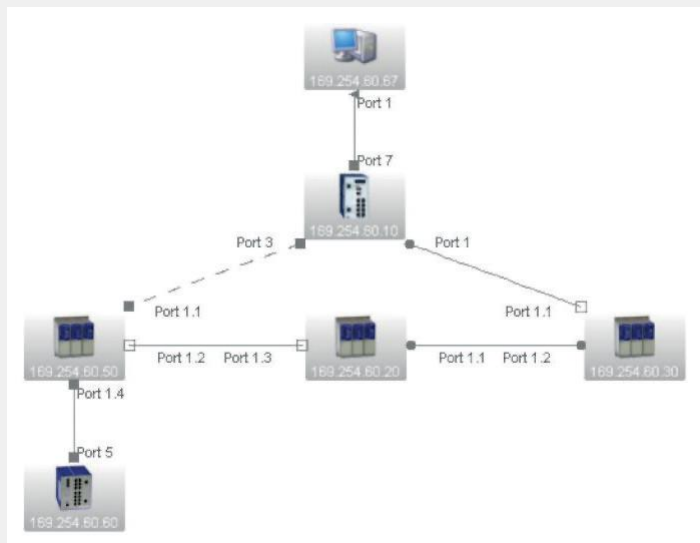 169.254.60.67
Port 1
Port 7
169.254.60.10
Port 3
Port 1
Port 1.1
Port 1.1
169.254.60.50
Port 1.2
Port 1.3
169.254.60.20
Port 1.1
Port 1.2
169.254.60.30
Port 1.4
Port 5
169.254.60.60